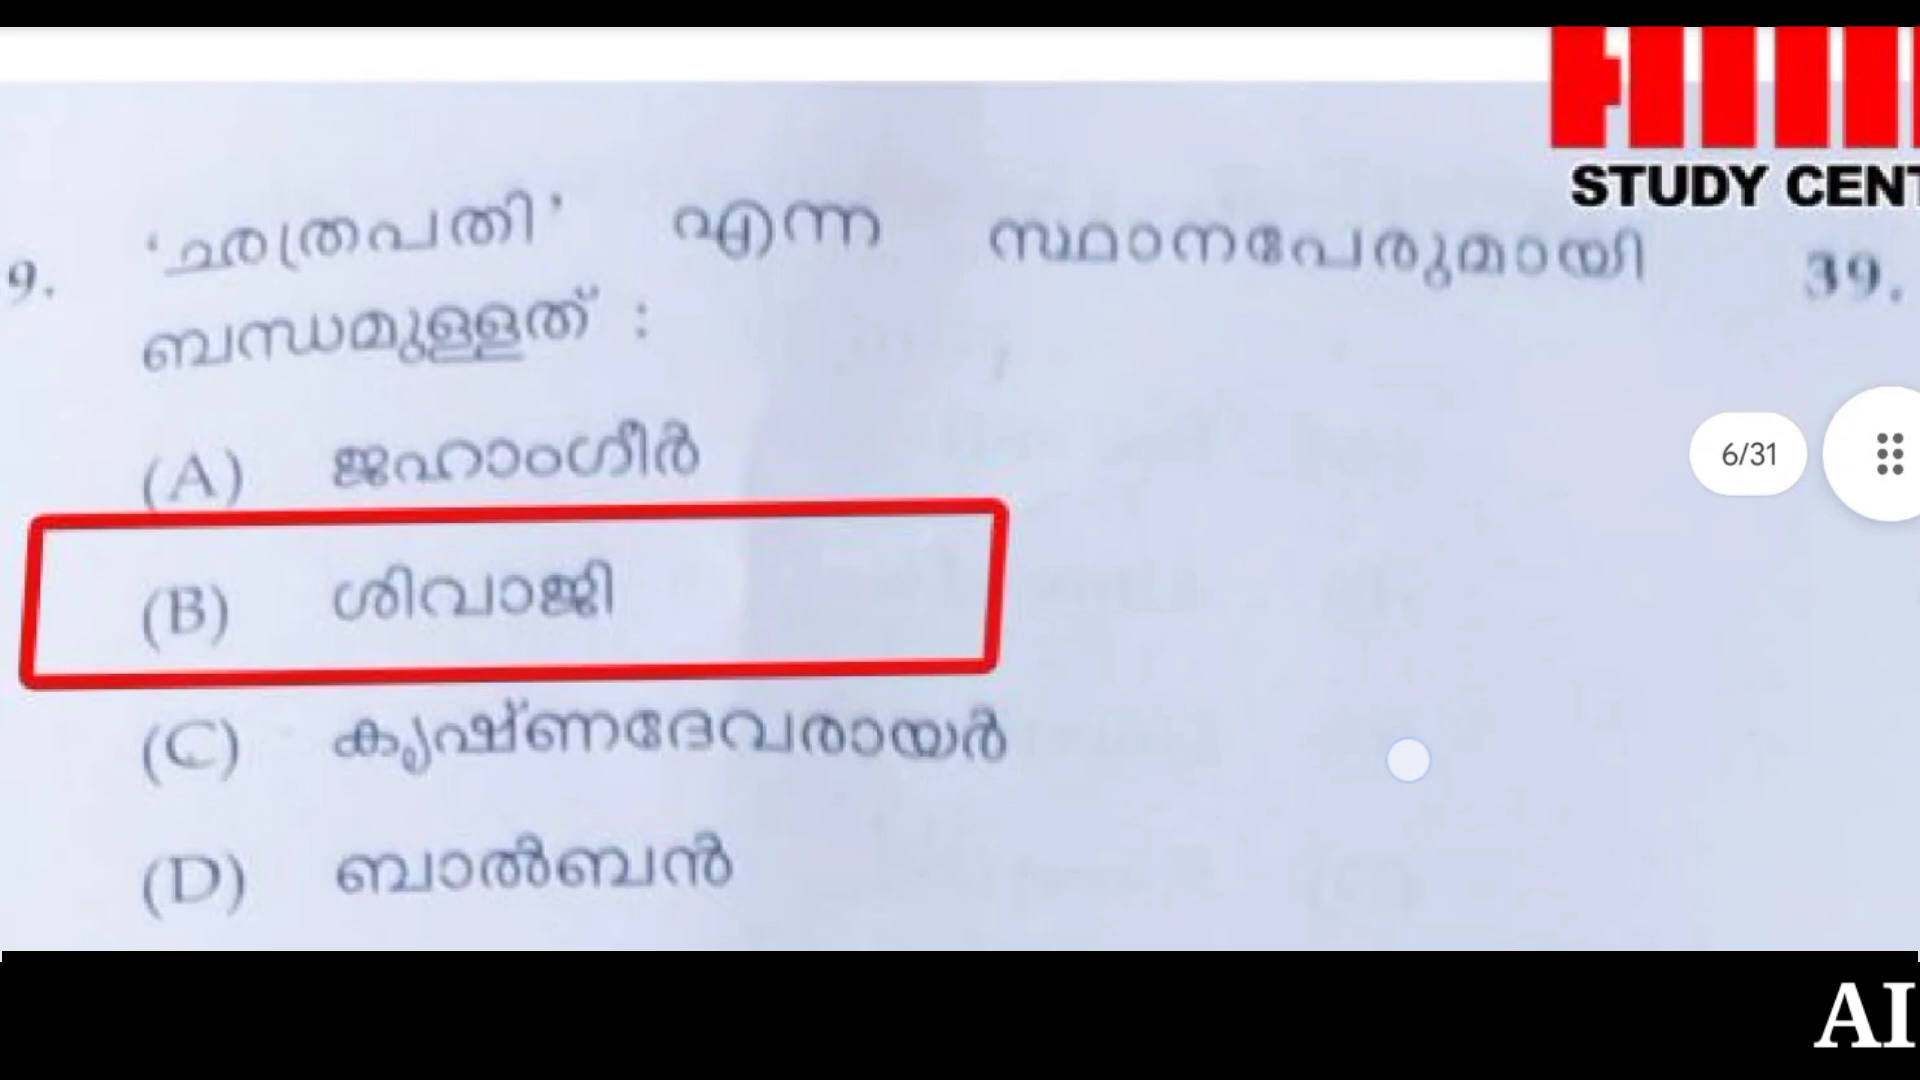 STUDY CENT
9. 'ഛത്രപതി' എന്ന സ്ഥാനപേരുമായി
ബന്ധമുള്ളത് :
(A) ജഹാംഗീർ
(B) ശിവാജി
(C) കൃഷ്ണദേവരായർ
(D) ബാൽബൻ
39.
6/31
AI